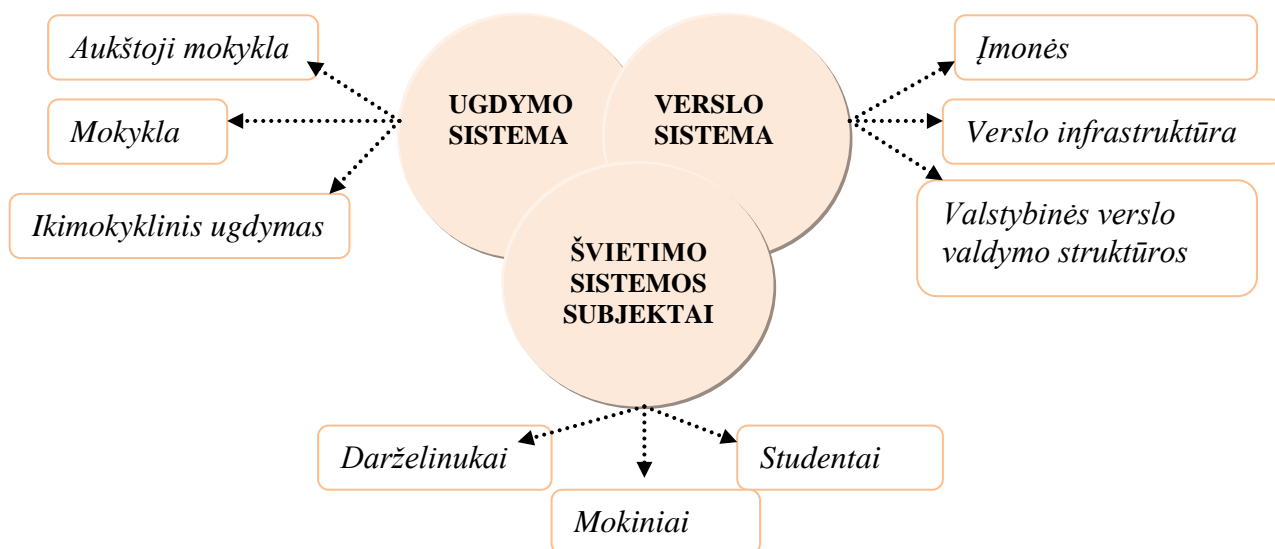 Aukštoji mokykla
Mokykla
Ikimokyklinis ugdymas
UGDYMO
SISTEMA
VERSLO
SISTEMA
Įmonės
Verslo infrastruktūra
Valstybinės verslo
valdymo struktūros
ŠVIETIMO
SISTEMOS
SUBJEKTAI
Darželinukai
Mokiniai
Studentai